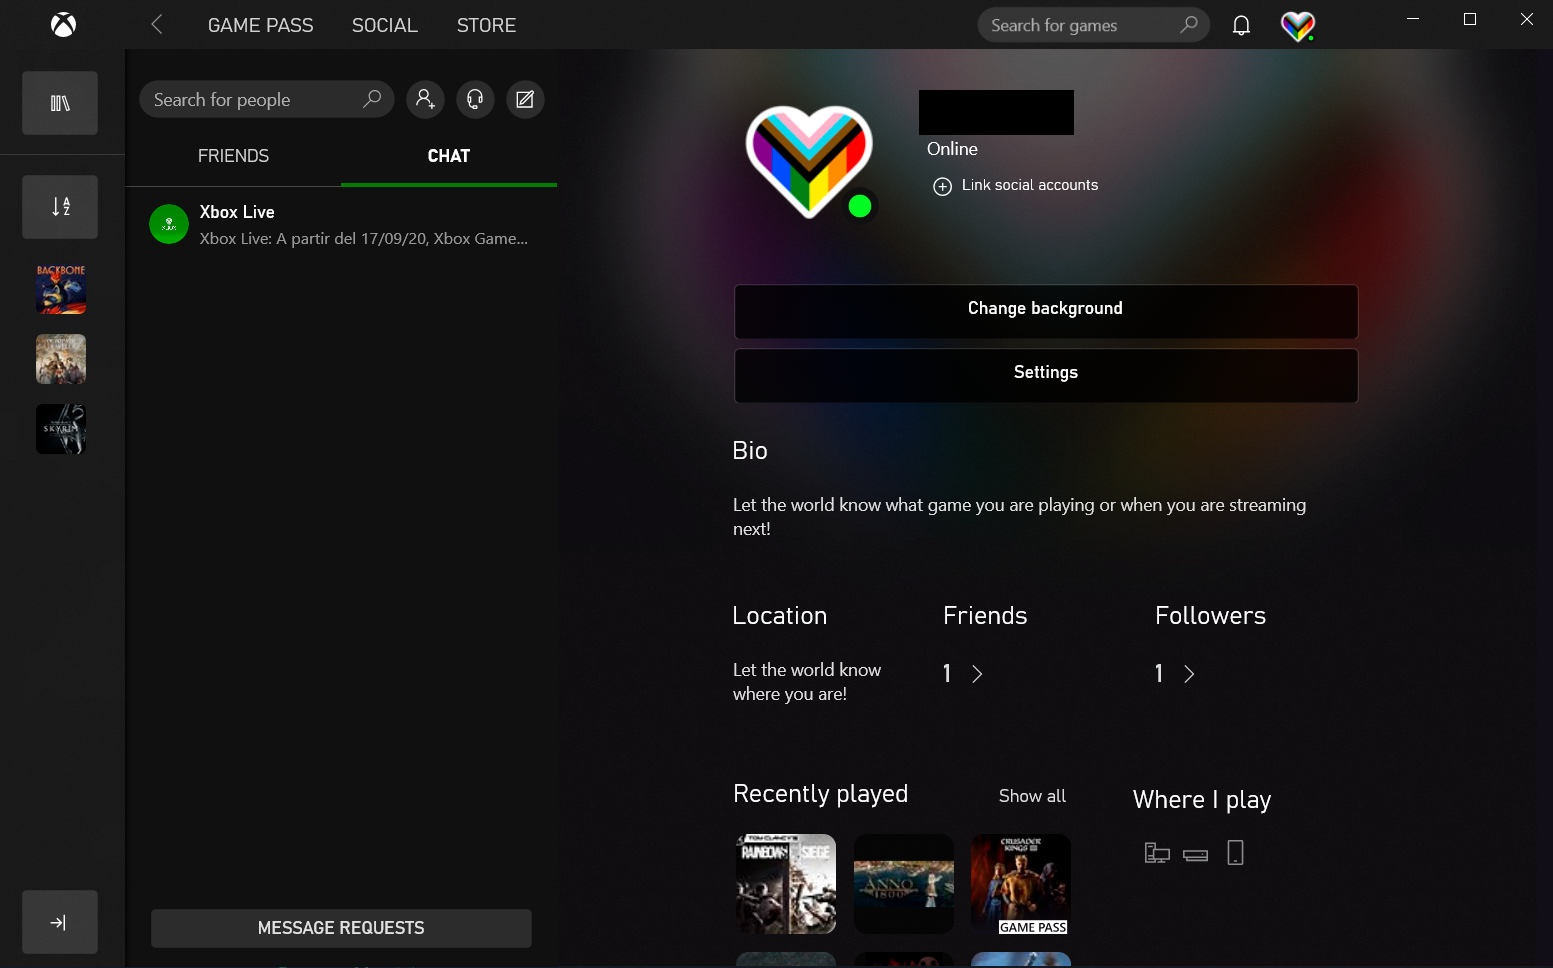 GAME PASS
SOCIAL
STORE
Search for games
Search for people
FRIENDS
CHAT
Xbox Live
Xbox Live: A partir del 17/09/20, Xbox Game...
MESSAGE REQUESTS
BACKBONE
SKYRIM
Online
Link social accounts
Change background
Settings
Bio
Let the world know what game you are playing or when you are streaming
next!
Location
Friends
Followers
Let the world know
where you are!
1
1
Recently played
Show all
Where I play
TOM CLANCY'S
RAINBOW SIEGE
ANNO
1800
CRUSADER
KINGS III
GAME PASS